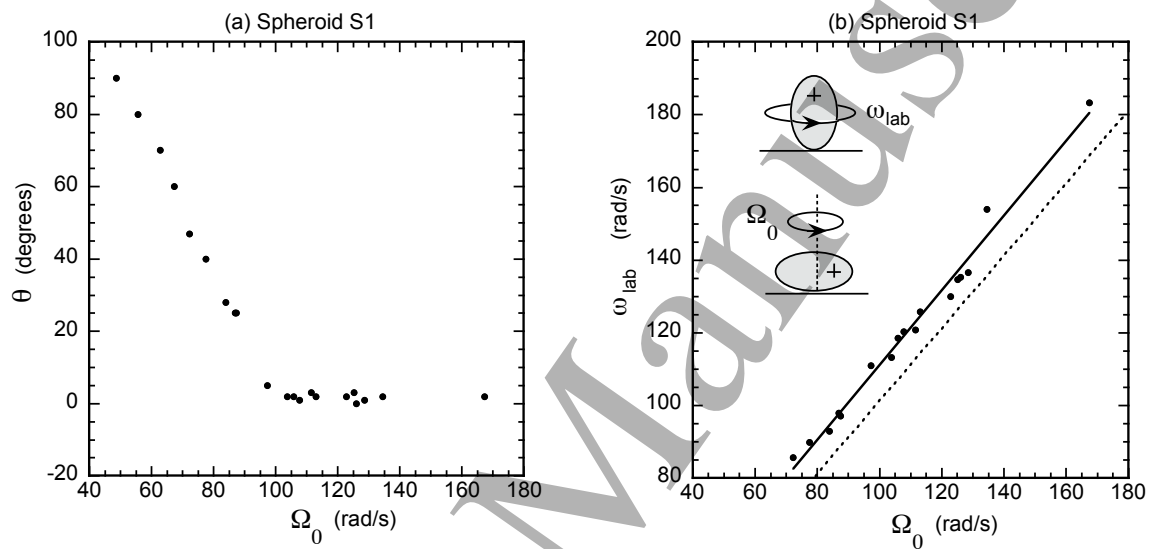 (a) Spheroid S1
100
80
60
40
20
0
-20
θ (degrees)
40 60 80 100 120 140 160 180
Ω0 (rad/s)
(b) Spheroid S1
200
180
160
140
120
100
80
ωlab (rad/s)
+
ωlab
Ω0
+
40 60 80 100 120 140 160 180
Ω0 (rad/s)
Manus